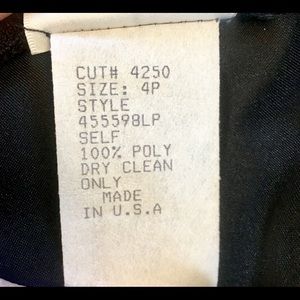 CUT# 4250
SIZE: 4P
STYLE
455598LP
SELF
100% POLY
DRY CLEAN
ONLY
MADE
IN U.S.A